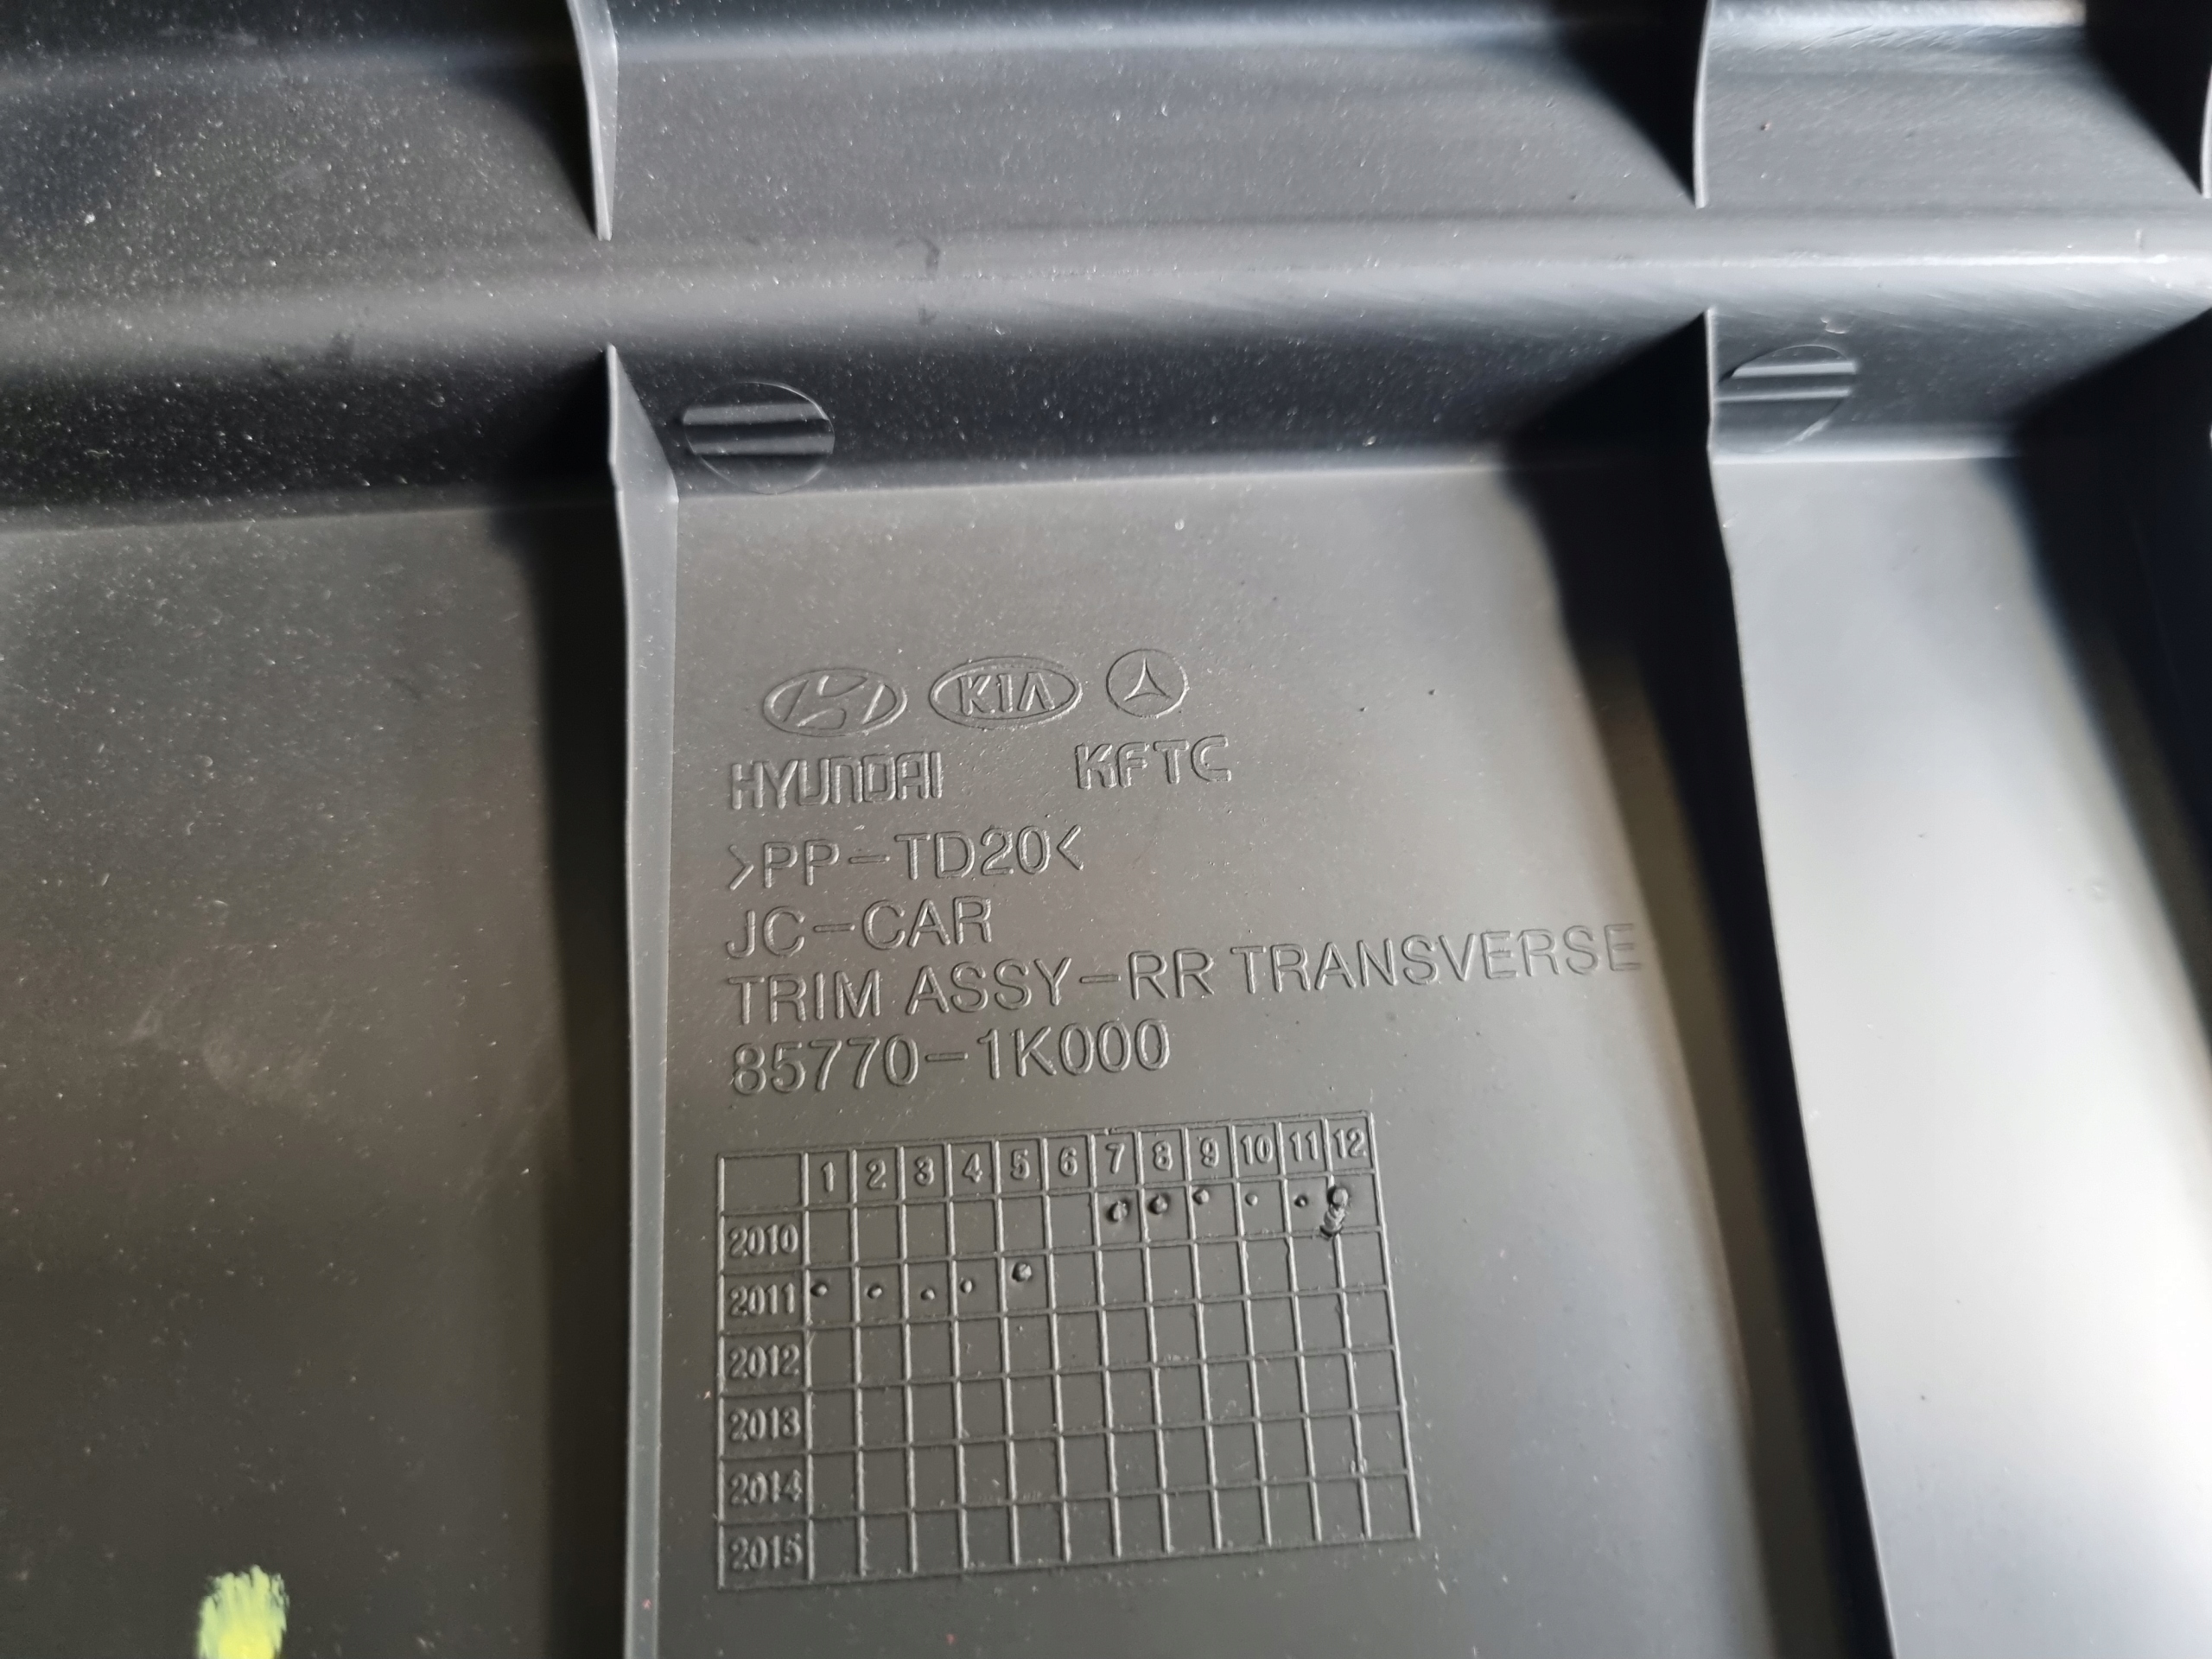 KIA
HYUNDAI KFTC
>PP-TD20<
JC-CAR
TRIM ASSY-RR TRANSVERSE
85770-1K000
1 2 3 4 5 6 7 8 9 10 11 12
2010
2011
2012
2013
2014
2015